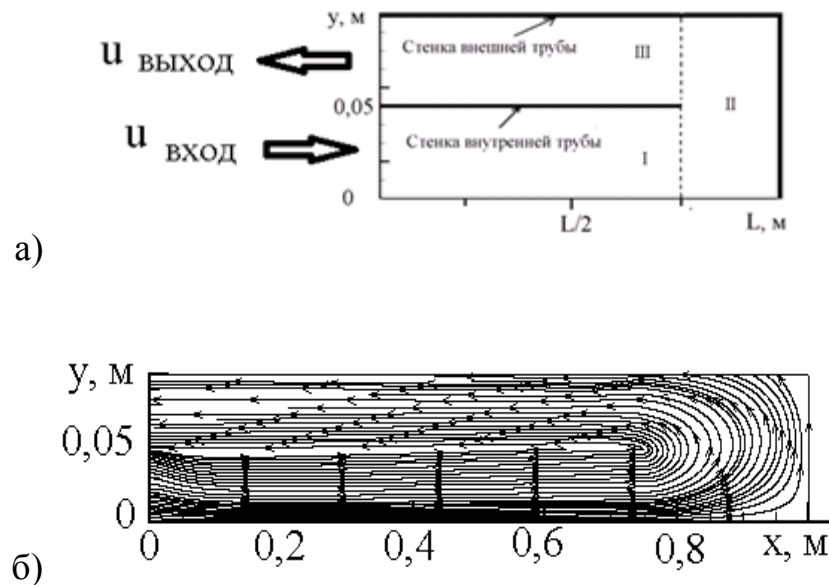 y, м
Стенка внешней трубы
III
u выход
II
0,05
u вход
Стенка внутренней трубы
I
0
L/2
L, м
а)
y, м
0,05
0
0
0,2
0,4
0,6
0,8
x, м
б)